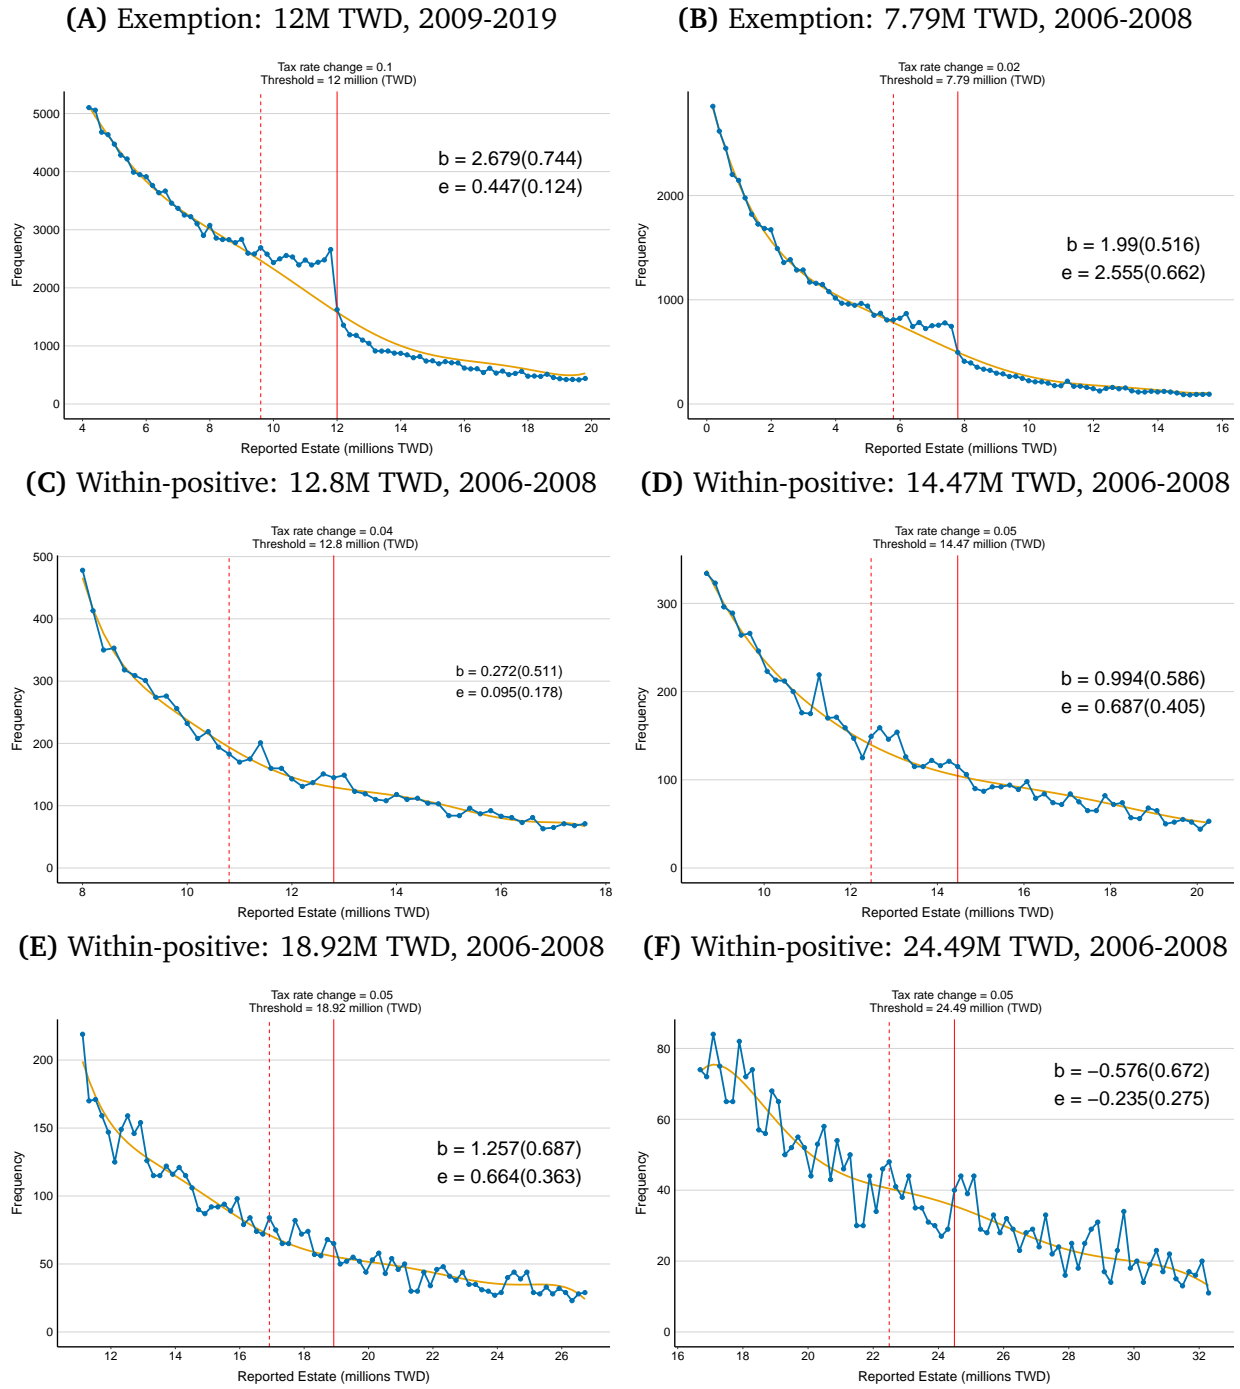 (A) Exemption: 12M TWD, 2009-2019
Tax rate change = 0.1
Threshold = 12 million (TWD)
b = 2.679(0.744)
e = 0.447(0.124)
Frequency
5000
4000
3000
2000
1000
0
4 6 8 10 12 14 16 18 20
Reported Estate (millions TWD)
(B) Exemption: 7.79M TWD, 2006-2008
Tax rate change = 0.02
Threshold = 7.79 million (TWD)
b = 1.99(0.516)
e = 2.555(0.662)
Frequency
2000
1000
0
0 2 4 6 8 10 12 14 16
Reported Estate (millions TWD)
(C) Within-positive: 12.8M TWD, 2006-2008
Tax rate change = 0.04
Threshold = 12.8 million (TWD)
b = 0.272(0.511)
e = 0.095(0.178)
Frequency
500
400
300
200
100
0
8 10 12 14 16 18
Reported Estate (millions TWD)
(D) Within-positive: 14.47M TWD, 2006-2008
Tax rate change = 0.05
Threshold = 14.47 million (TWD)
b = 0.994(0.586)
e = 0.687(0.405)
Frequency
300
200
100
0
10 12 14 16 18 20
Reported Estate (millions TWD)
(E) Within-positive: 18.92M TWD, 2006-2008
Tax rate change = 0.05
Threshold = 18.92 million (TWD)
b = 1.257(0.687)
e = 0.664(0.363)
Frequency
200
150
100
50
0
12 14 16 18 20 22 24 26
Reported Estate (millions TWD)
(F) Within-positive: 24.49M TWD, 2006-2008
Tax rate change = 0.05
Threshold = 24.49 million (TWD)
b = −0.576(0.672)
e = −0.235(0.275)
Frequency
80
60
40
20
0
16 18 20 22 24 26 28 30 32
Reported Estate (millions TWD)